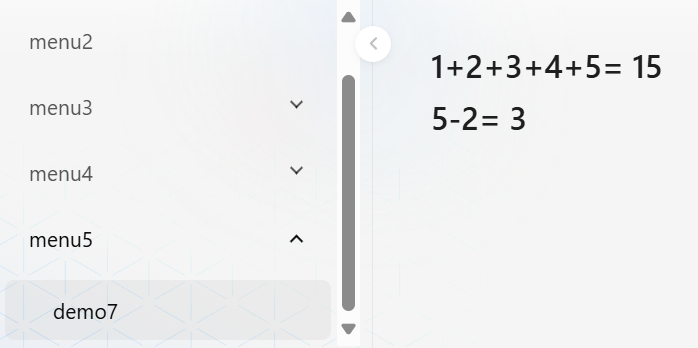 menu2
menu3
menu4
menu5
demo7
1+2+3+4+5= 15
5-2= 3